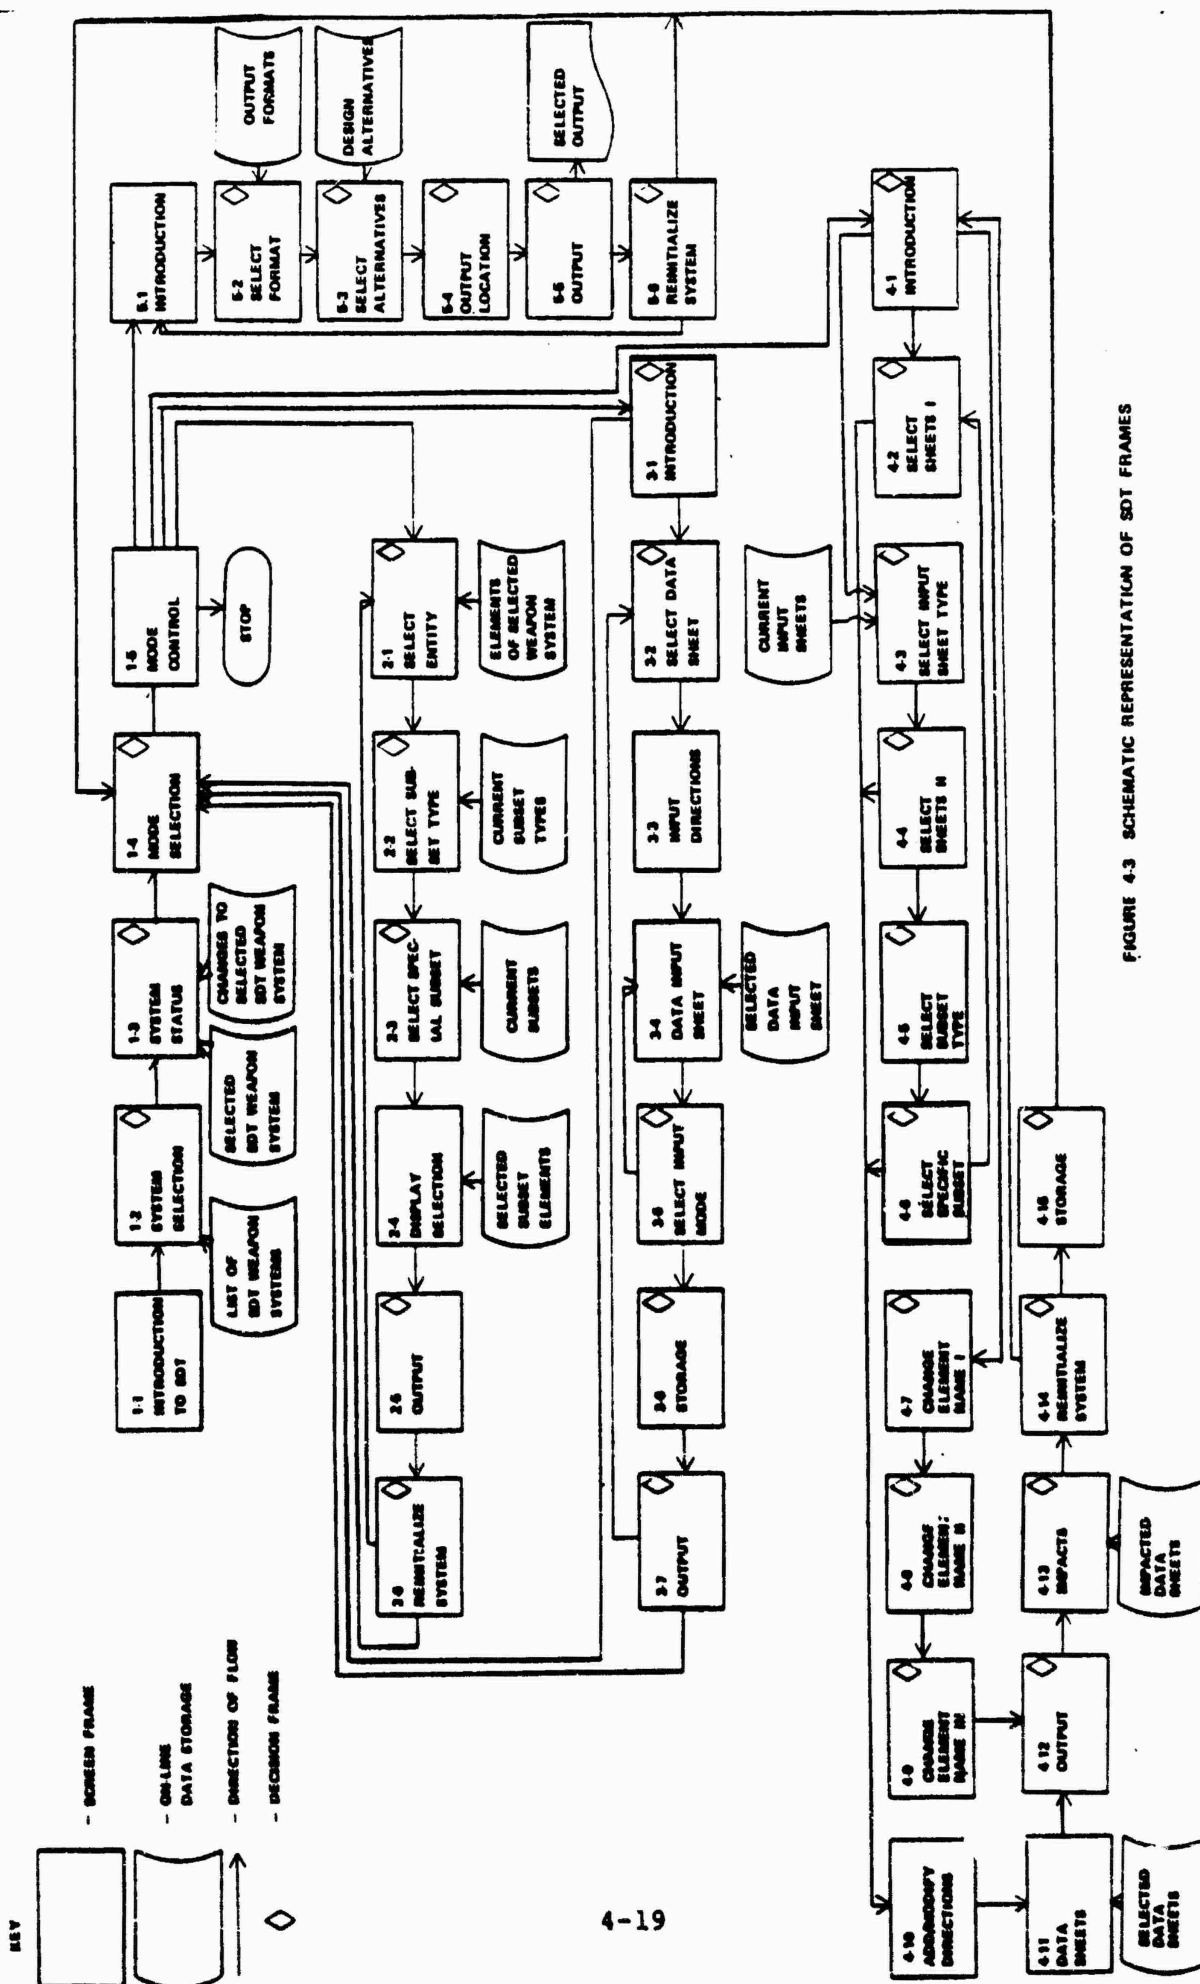 KEY
- SCREEN FRAME
- ON-LINE
DATA STORAGE
- DIRECTION OF FLOW
- DECISION FRAME
1-1
INTRODUCTION
TO SDT
LIST OF
SDT WEAPON
SYSTEMS
1-2
SYSTEM
SELECTION
SELECTED
SDT WEAPON
SYSTEM
1-3
SYSTEM
STATUS
CHANGES TO
SELECTED
SDT WEAPON
SYSTEM
1-4
MODE
SELECTION
1-5
MODE
CONTROL
STOP
5.1
INTRODUCTION
5-2
SELECT
FORMAT
OUTPUT
FORMATS
5-3
SELECT
ALTERNATIVES
DESIGN
ALTERNATIVES
5-4
OUTPUT
LOCATION
5-5
OUTPUT
SELECTED
OUTPUT
5-6
REINITIALIZE
SYSTEM
2-1
SELECT
ENTITY
ELEMENTS
OF SELECTED
WEAPON
SYSTEM
2-2
SELECT SUB-
SET TYPE
CURRENT
SUBSET
TYPES
2-3
SELECT SPEC-
IAL SUBSET
CURRENT
SUBSETS
2-4
DISPLAY
SELECTION
SELECTED
SUBSET
ELEMENTS
2-5
OUTPUT
2-6
REINITIALIZE
SYSTEM
3-1
INTRODUCTION
3-2
SELECT DATA
SHEET
3-3
INPUT
DIRECTIONS
3-4
DATA INPUT
SHEET
SELECTED
DATA
INPUT
SHEET
3-5
SELECT INPUT
MODE
3-6
STORAGE
3-7
OUTPUT
4-1
INTRODUCTION
4-2
SELECT
SHEETS I
CURRENT
INPUT
SHEETS
4-3
SELECT INPUT
SHEET TYPE
4-4
SELECT
SHEETS II
4-5
SELECT
SUBSET
TYPE
4-6
SELECT
SPECIFIC
SUBSET
4-7
CHANGE
ELEMENT
NAME I
4-8
CHANGE
ELEMENT
NAME II
4-9
CHANGE
ELEMENT
NAME III
4-10
ADD/MODIFY
DIRECTIONS
4-11
DATA
SHEETS
SELECTED
DATA
SHEETS
4-12
OUTPUT
4-13
IMPACTS
IMPACTED
DATA
SHEETS
4-14
REINITIALIZE
SYSTEM
4-15
STORAGE
FIGURE 4-3 SCHEMATIC REPRESENTATION OF SDT FRAMES
4-19